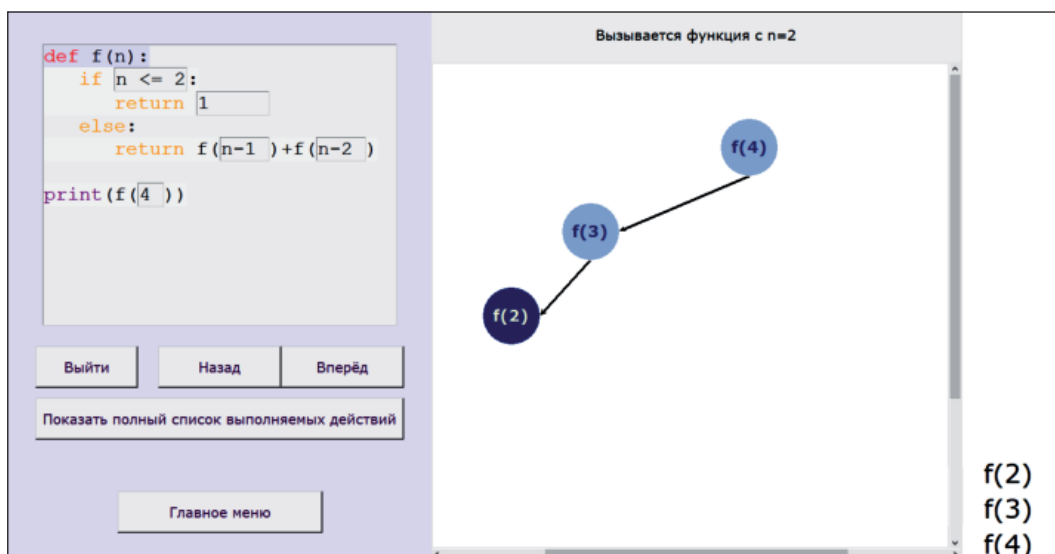 def f(n):
if n <= 2:
return 1
else:
return f(n-1 )+f(n-2 )
print(f(4 ))
Выйти
Назад
Вперёд
Показать полный список выполняемых действий
Главное меню
Вызывается функция с n=2
f(4)
f(3)
f(2)
f(2)
f(3)
f(4)